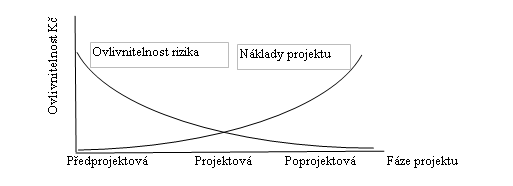 Ovlivnitelnost Kč
Ovlivnitelnost rizika
Náklady projektu
Předprojektová
Projektová
Poprojektová
Fáze projektu